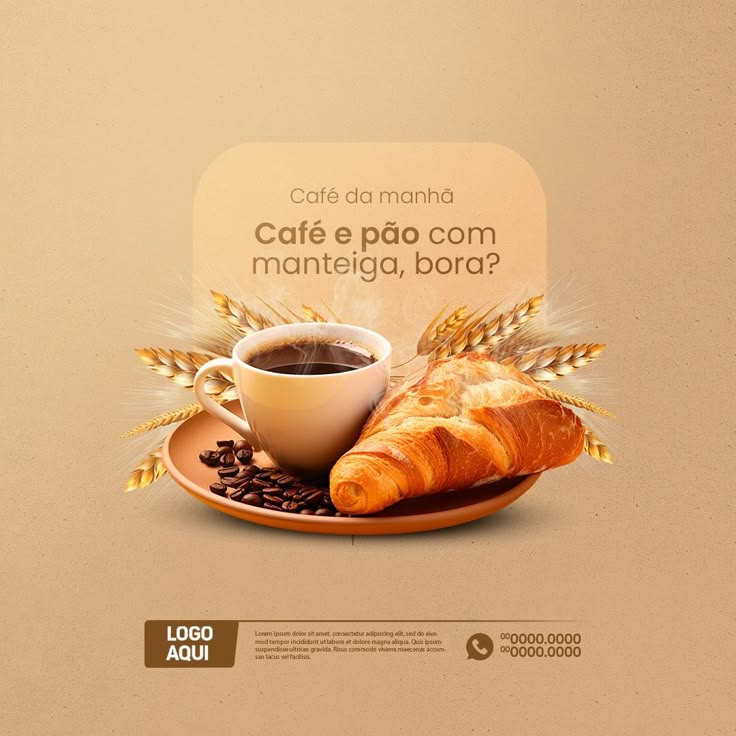 Café da manhã
Café e pão com
manteiga, bora?
LOGO
AQUI
Lorem ipsum dolor sit amet, consectetur adipiscing elit, sed do eius-
mod tempor incididunt ut labore et dolore magna aliqua. Quis ipsum
suspendisse ultrices gravida. Risus commodo viverra maecenas accum-
san lacus vel facilisis.
000000.0000
000000.0000